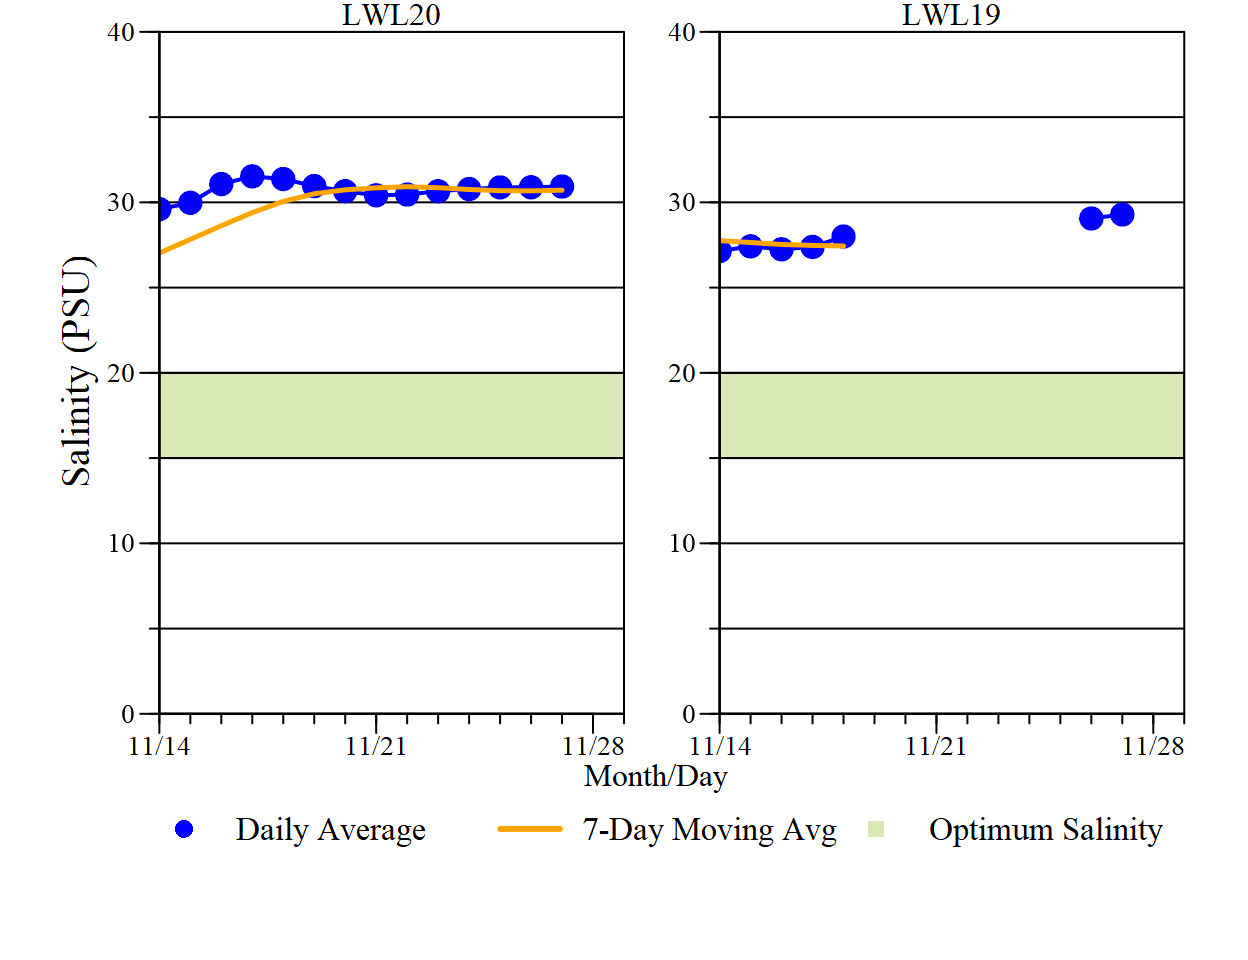 LWL20
LWL19
40
30
20
10
0
40
30
20
10
0
Salinity (PSU)
11/14
11/21
11/28
11/14
11/21
11/28
Month/Day
Daily Average
7-Day Moving Avg
Optimum Salinity